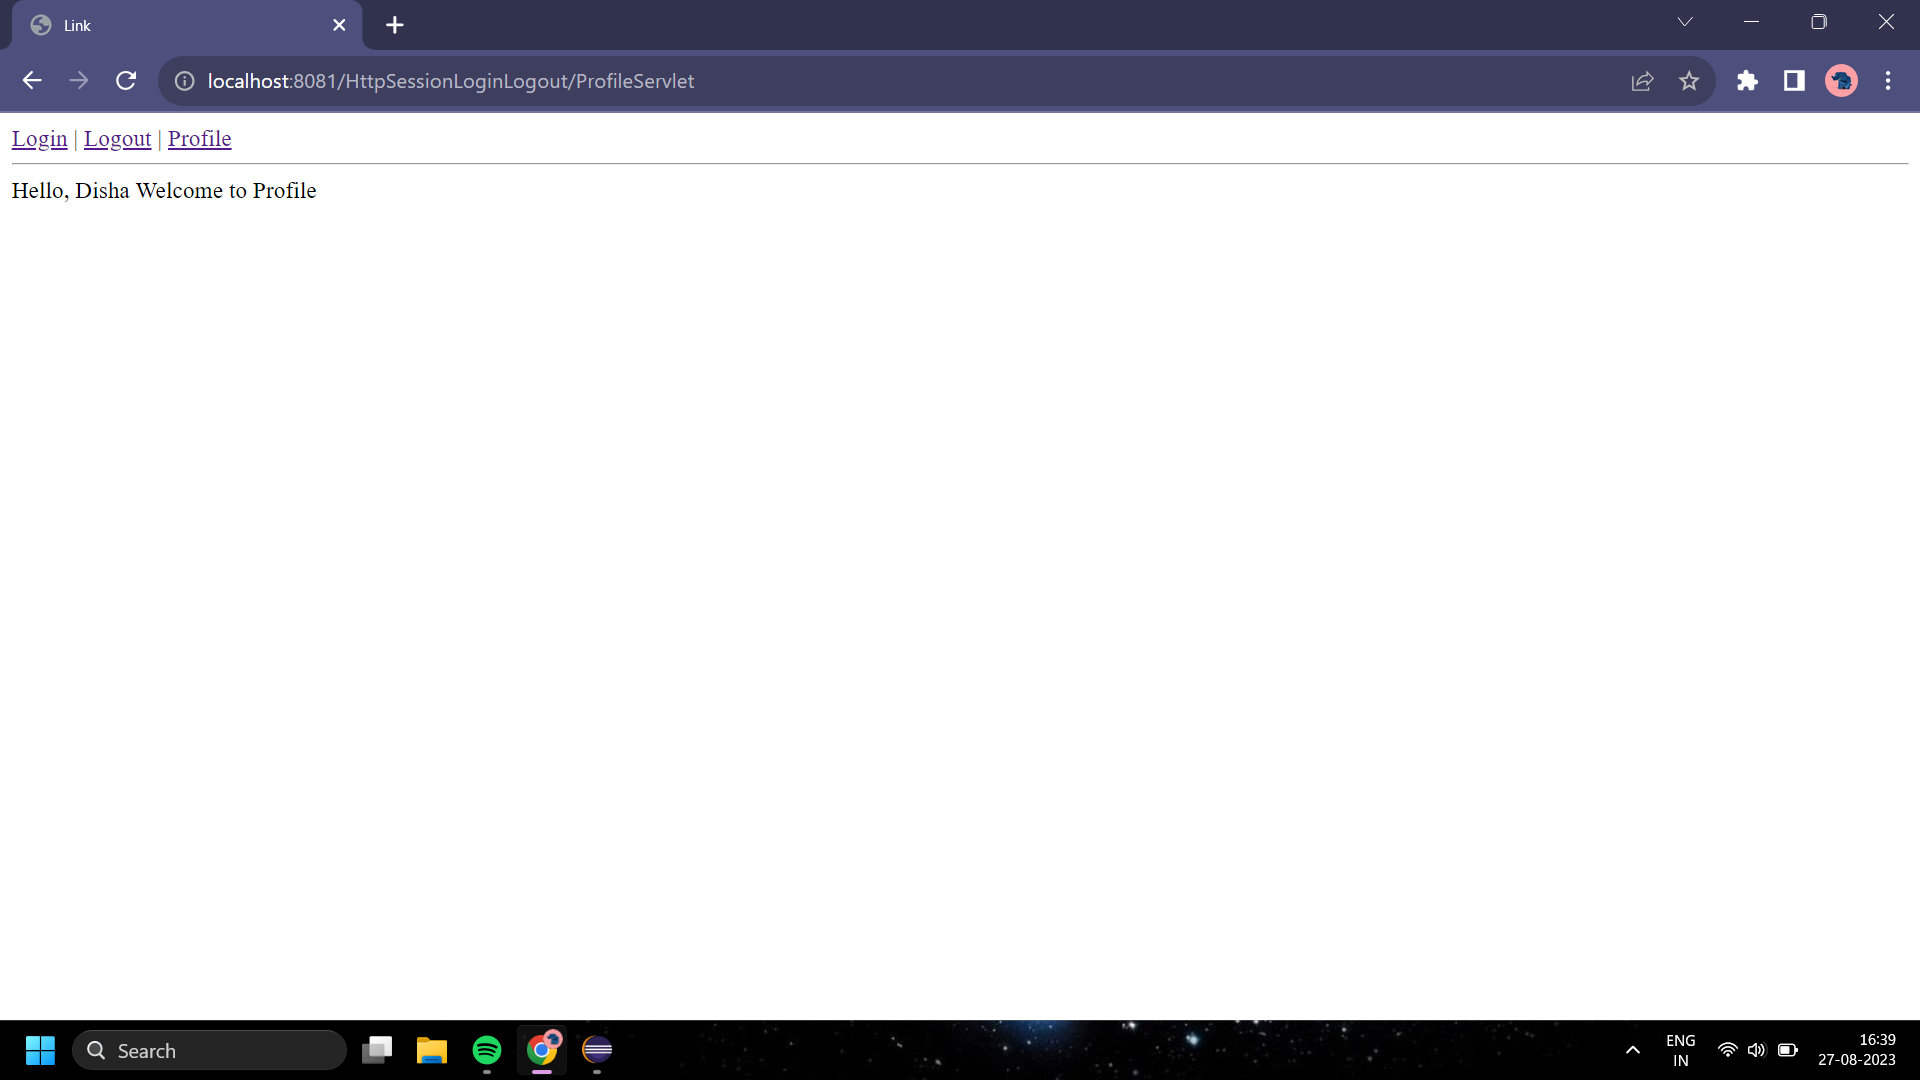 Link
localhost:8081/HttpSessionLoginLogout/ProfileServlet
Login | Logout | Profile
Hello, Disha Welcome to Profile
Search
ENG
IN
16:39
27-08-2023